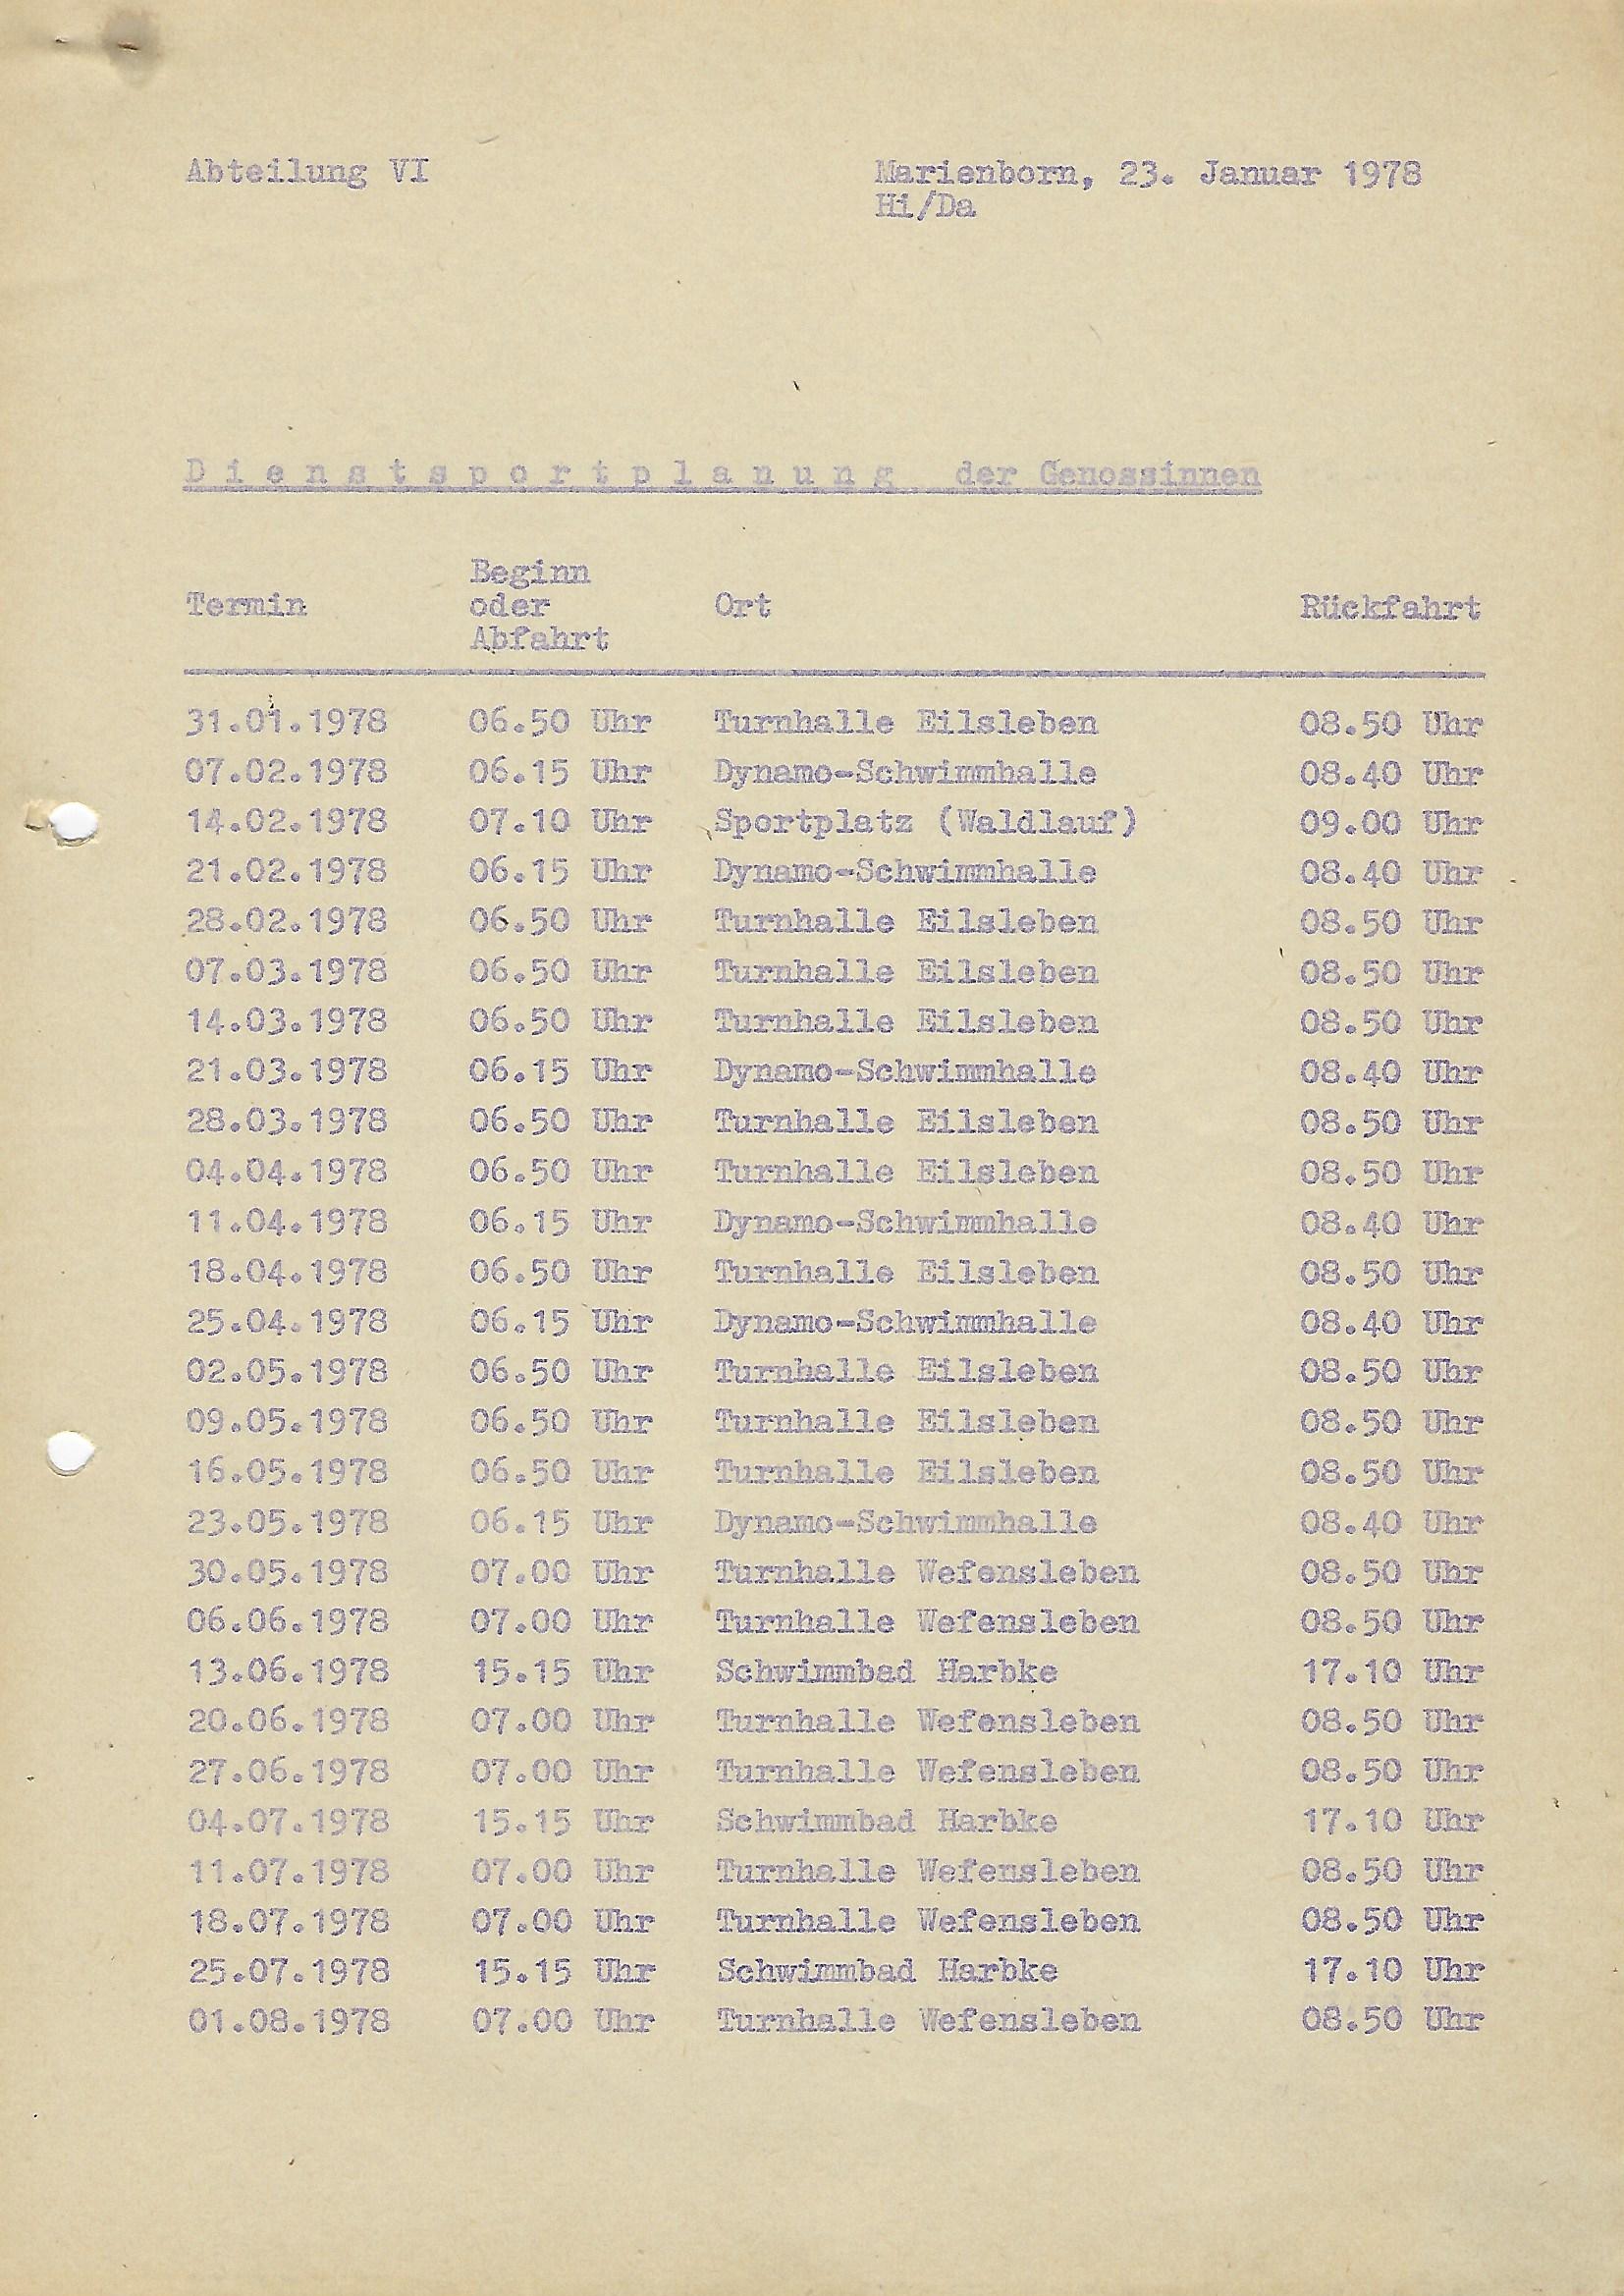 Abteilung VI Marienborn, 23. Januar 1978
Hi/Da
Dienstsportplanung der Genossinnen
Beginn
Termin oder Ort Rückfahrt
Abfahrt
31.01.1978 06.50 Uhr Turnhalle Eilsleben 08.50 Uhr
07.02.1978 06.15 Uhr Dynamo-Schwimmhalle 08.40 Uhr
14.02.1978 07.10 Uhr Sportplatz (Waldlauf) 09.00 Uhr
21.02.1978 06.15 Uhr Dynamo-Schwimmhalle 08.40 Uhr
28.02.1978 06.50 Uhr Turnhalle Eilsleben 08.50 Uhr
07.03.1978 06.50 Uhr Turnhalle Eilsleben 08.50 Uhr
14.03.1978 06.50 Uhr Turnhalle Eilsleben 08.50 Uhr
21.03.1978 06.15 Uhr Dynamo-Schwimmhalle 08.40 Uhr
28.03.1978 06.50 Uhr Turnhalle Eilsleben 08.50 Uhr
04.04.1978 06.50 Uhr Turnhalle Eilsleben 08.50 Uhr
11.04.1978 06.15 Uhr Dynamo-Schwimmhalle 08.40 Uhr
18.04.1978 06.50 Uhr Turnhalle Eilsleben 08.50 Uhr
25.04.1978 06.15 Uhr Dynamo-Schwimmhalle 08.40 Uhr
02.05.1978 06.50 Uhr Turnhalle Eilsleben 08.50 Uhr
09.05.1978 06.50 Uhr Turnhalle Eilsleben 08.50 Uhr
16.05.1978 06.50 Uhr Turnhalle Eilsleben 08.50 Uhr
23.05.1978 06.15 Uhr Dynamo-Schwimmhalle 08.40 Uhr
30.05.1978 07.00 Uhr Turnhalle Wefensleben 08.50 Uhr
06.06.1978 07.00 Uhr Turnhalle Wefensleben 08.50 Uhr
13.06.1978 15.15 Uhr Schwimmbad Harbke 17.10 Uhr
20.06.1978 07.00 Uhr Turnhalle Wefensleben 08.50 Uhr
27.06.1978 07.00 Uhr Turnhalle Wefensleben 08.50 Uhr
04.07.1978 15.15 Uhr Schwimmbad Harbke 17.10 Uhr
11.07.1978 07.00 Uhr Turnhalle Wefensleben 08.50 Uhr
18.07.1978 07.00 Uhr Turnhalle Wefensleben 08.50 Uhr
25.07.1978 15.15 Uhr Schwimmbad Harbke 17.10 Uhr
01.08.1978 07.00 Uhr Turnhalle Wefensleben 08.50 Uhr